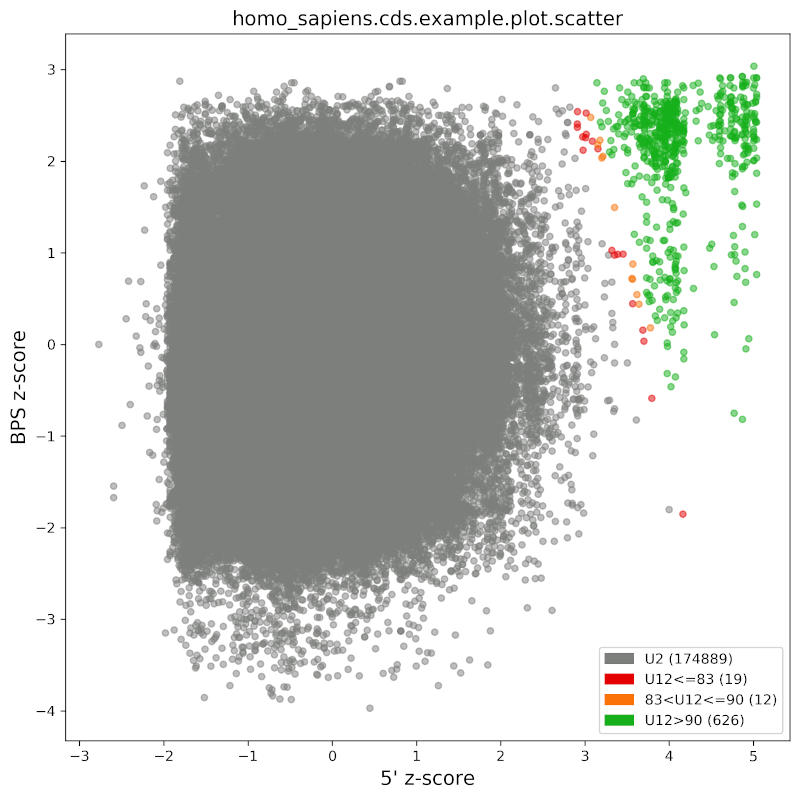 homo_sapiens.cds.example.plot.scatter
BPS z-score
3
2
1
0
−1
−2
−3
−4
U2 (174889)
U12<=83 (19)
83<U12<=90 (12)
U12>90 (626)
−3 −2 −1 0 1 2 3 4 5
5' z-score